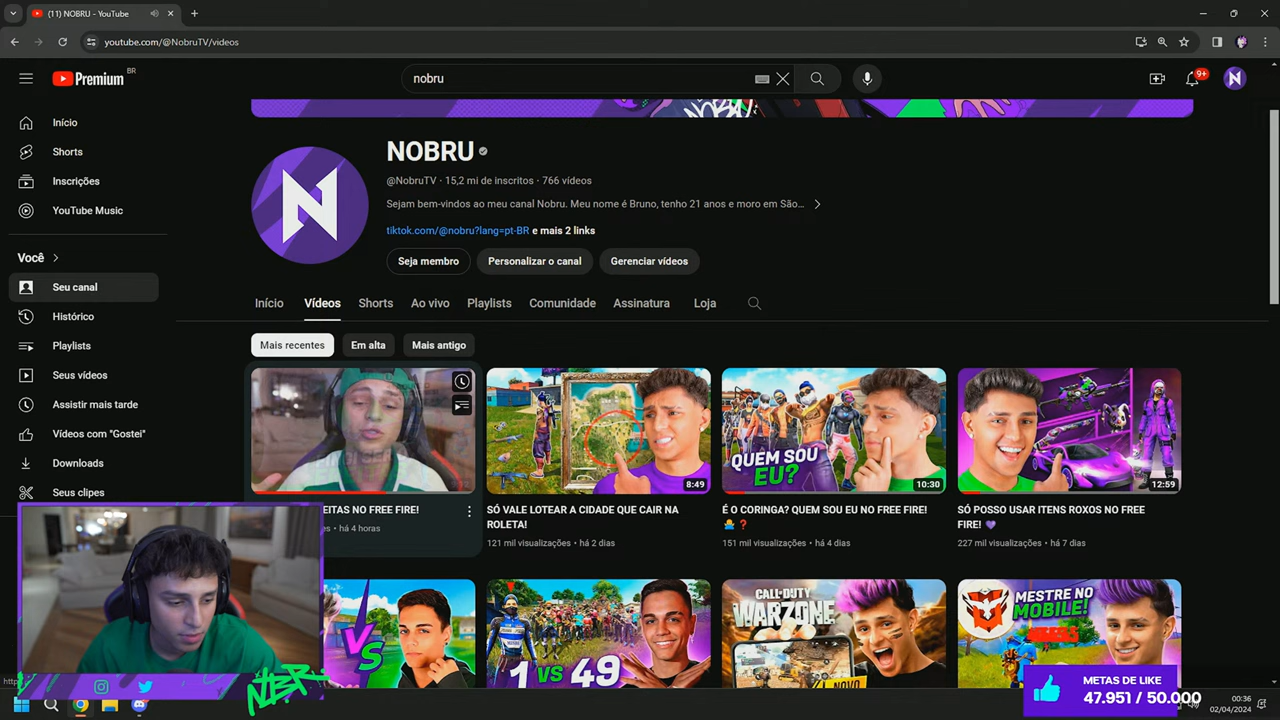 (11) NOBRU - YouTube
youtube.com/@NobruTV/videos
Premium BR
nobru
9+
Início
Shorts
Inscrições
YouTube Music
Você
Seu canal
Histórico
Playlists
Seus vídeos
Assistir mais tarde
Vídeos com "Gostei"
Downloads
Seus clipes
NOBRU
@NobruTV · 15,2 mi de inscritos · 766 vídeos
Sejam bem-vindos ao meu canal Nobru. Meu nome é Bruno, tenho 21 anos e moro em São...
tiktok.com/@nobru?lang=pt-BR e mais 2 links
Seja membro
Personalizar o canal
Gerenciar vídeos
Início Vídeos Shorts Ao vivo Playlists Comunidade Assinatura Loja
Mais recentes
Em alta
Mais antigo
EITAS NO FREE FIRE!
há 4 horas
8:49
SÓ VALE LOTEAR A CIDADE QUE CAIR NA
ROLETA!
121 mil visualizações • há 2 dias
QUEM SOU
EU?
10:30
É O CORINGA? QUEM SOU EU NO FREE FIRE!
🤷‍♂️❓
151 mil visualizações • há 4 dias
12:59
SÓ POSSO USAR ITENS ROXOS NO FREE
FIRE! 💜
227 mil visualizações • há 7 dias
VS
1 VS 49
CALL·DUTY
WARZONE
MESTRE NO
MOBILE!
NBR
METAS DE LIKE
47.951 / 50.000
00:36
02/04/2024